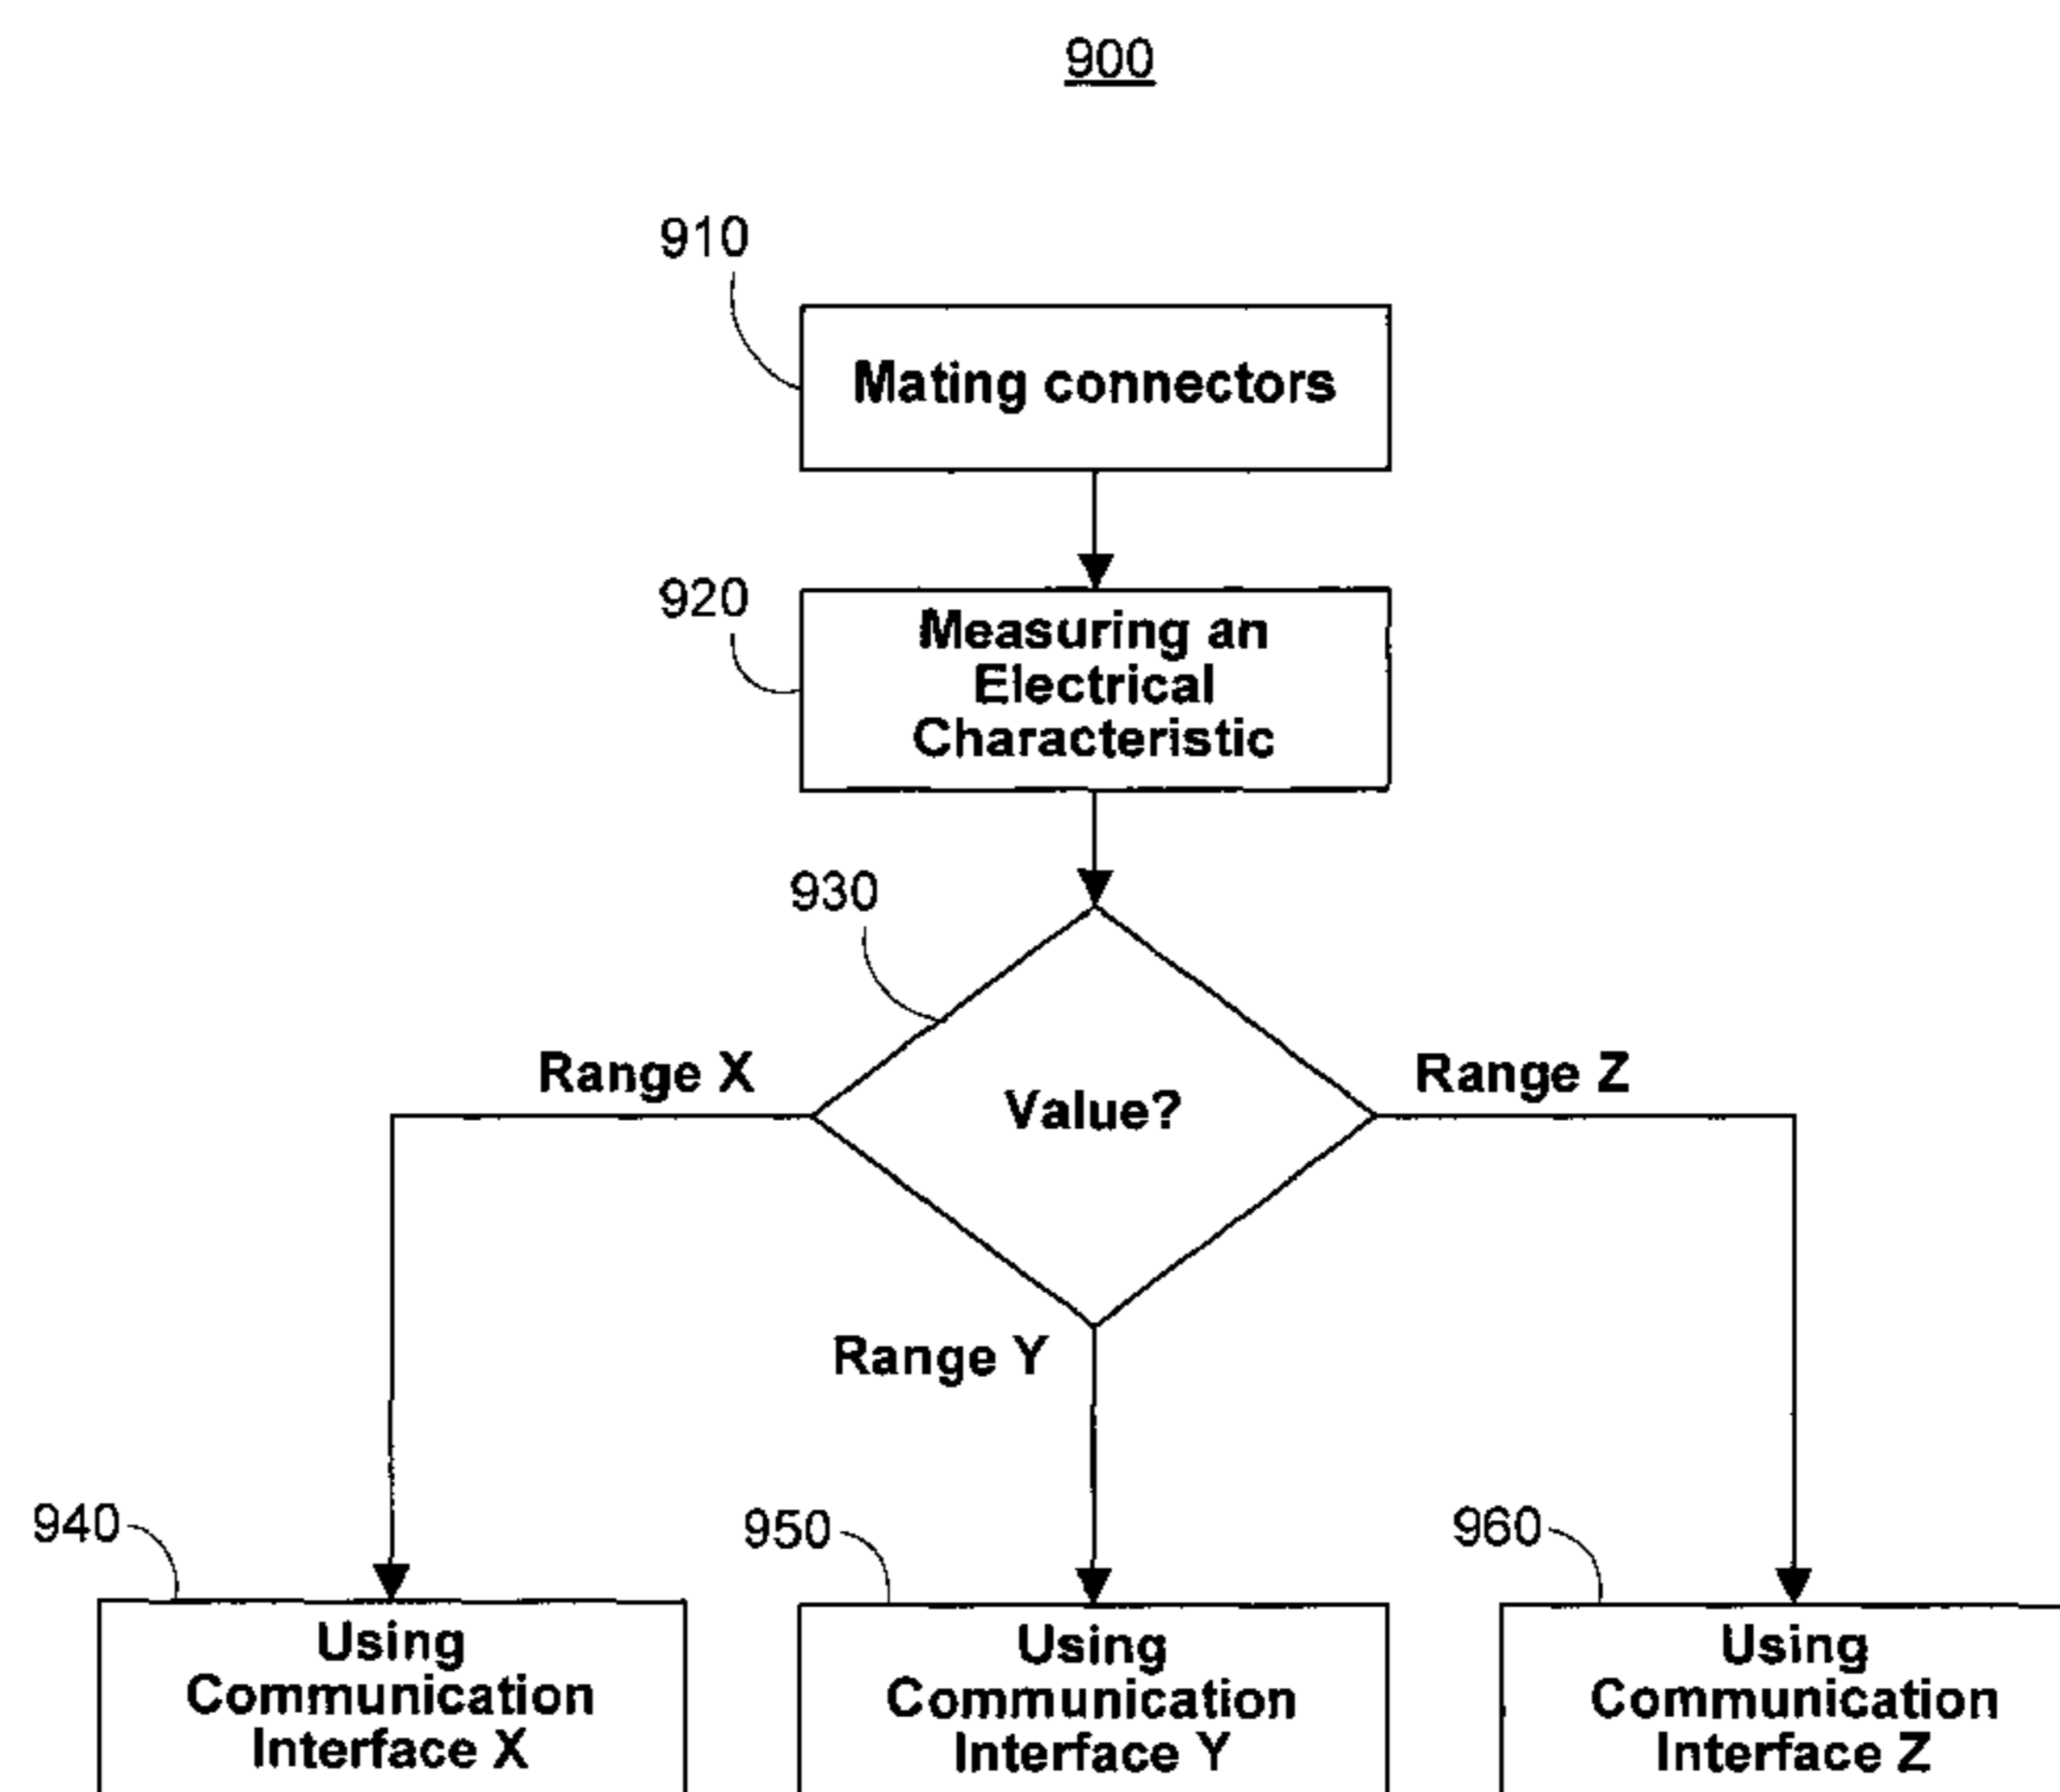 900
910
Mating connectors
920
Measuring an
Electrical
Characteristic
930
Range X
Value?
Range Z
Range Y
940
Using
Communication
Interface X
950
Using
Communication
Interface Y
960
Using
Communication
Interface Z